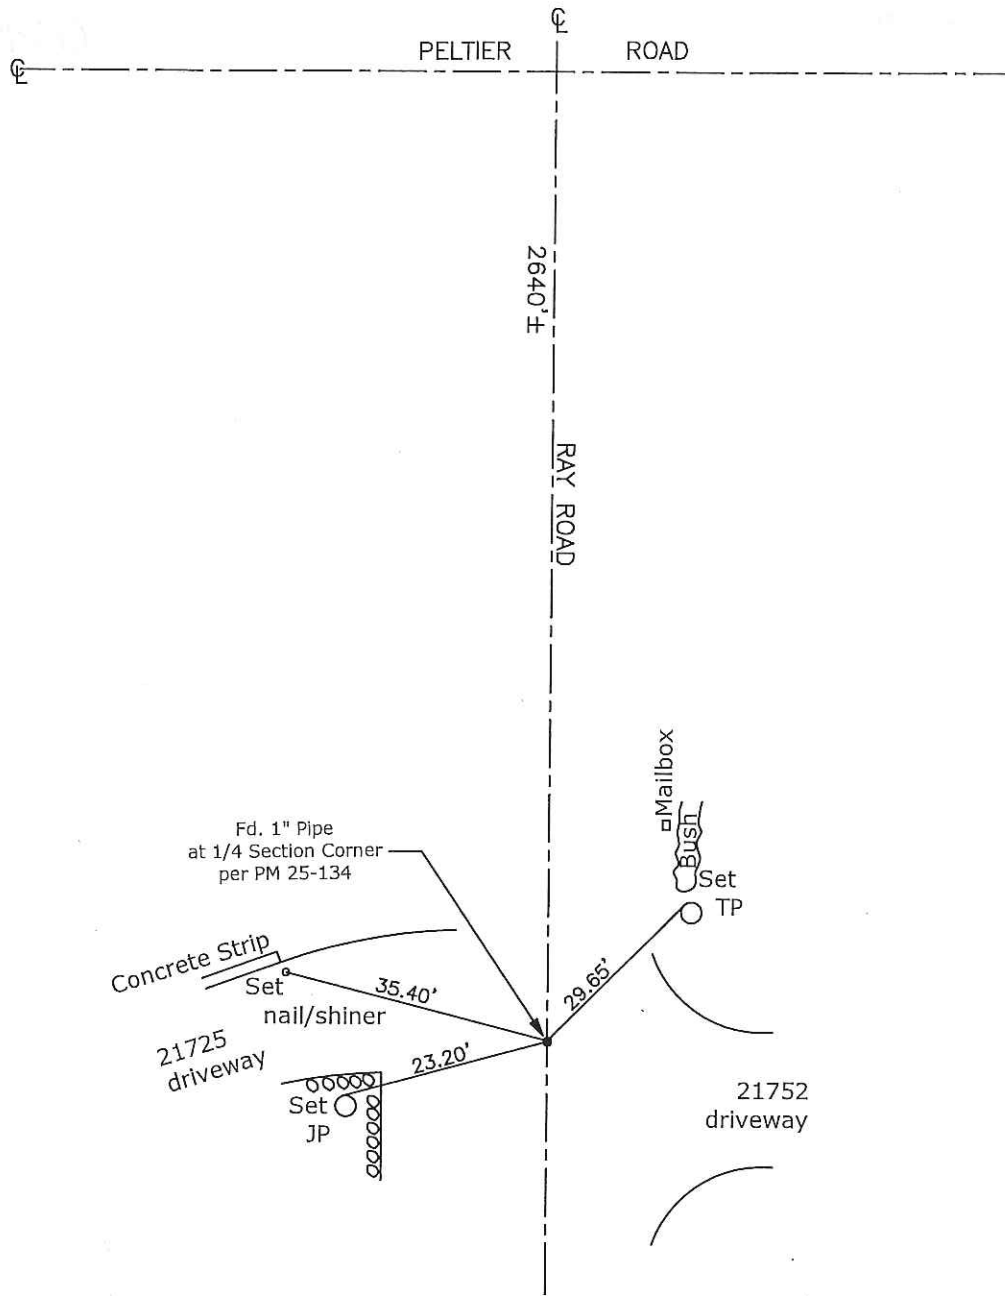 ℄
PELTIER ROAD
℄
2640'±
RAY ROAD
Mailbox
Bush
Fd. 1" Pipe
at 1/4 Section Corner
per PM 25-134
Set
TP
Concrete Strip
Set
nail/shiner
35.40'
29.65'
21725
driveway
23.20'
Set
JP
21752
driveway